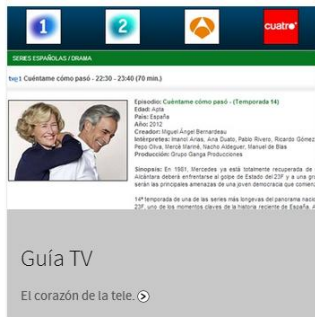 1 2 cuatro
SERIES ESPAÑOLAS / DRAMA
tve1 Cuéntame cómo pasó - 22:30 - 23:40 (70 min.)
Episodio: Cuéntame cómo pasó - (Temporada 14)
Edad: Apta
País: España
Año: 2012
Creador: Miguel Ángel Bernardeau
Intérpretes: Imanol Arias, Ana Duato, Pablo Rivero, Ricardo Gómez
Pepo Oliva, Mercè Mariné, Nacho Aldeguer, Manuel de Blas
Producción: Grupo Ganga Producciones
Sinopsis: En 1981, Mercedes ya está totalmente recuperada de
Alcántara deberá enfrentarse al golpe de Estado del 23F y a una gr
serán las principales amenazas de una joven democracia que comien
14ª temporada de una de las series más longevas del panorama nacio
23F, uno de los momentos claves de la historia reciente de España. A
Guía TV
El corazón de la tele.